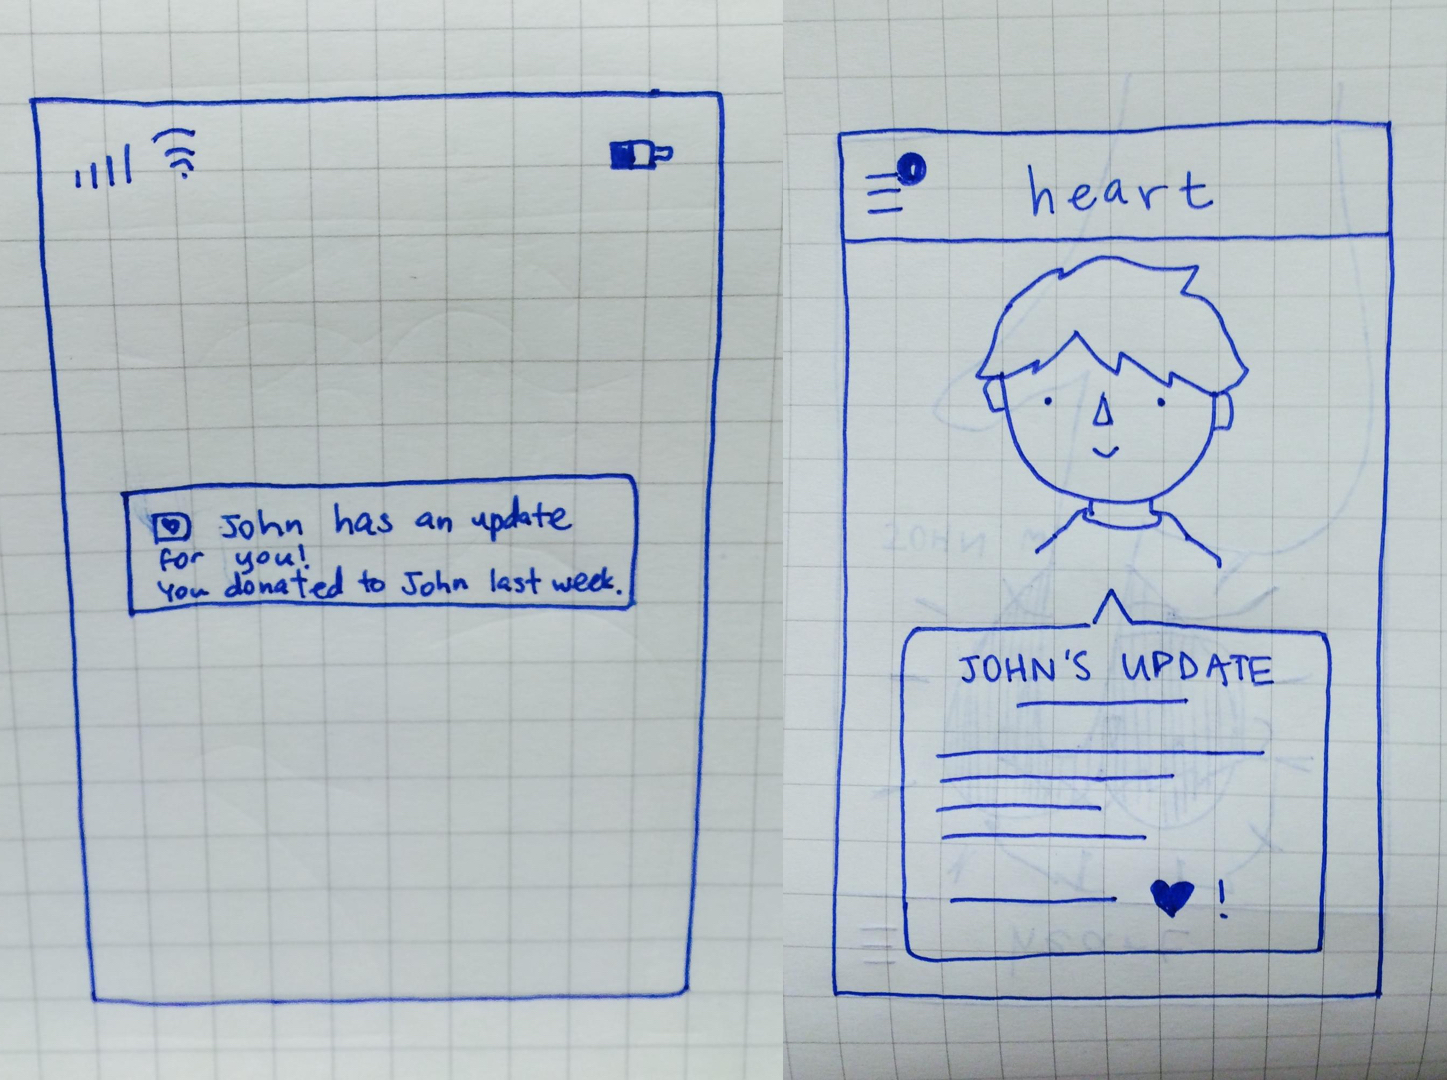 John has an update
for you!
You donated to John last week.
heart
JOHN'S UPDATE
!